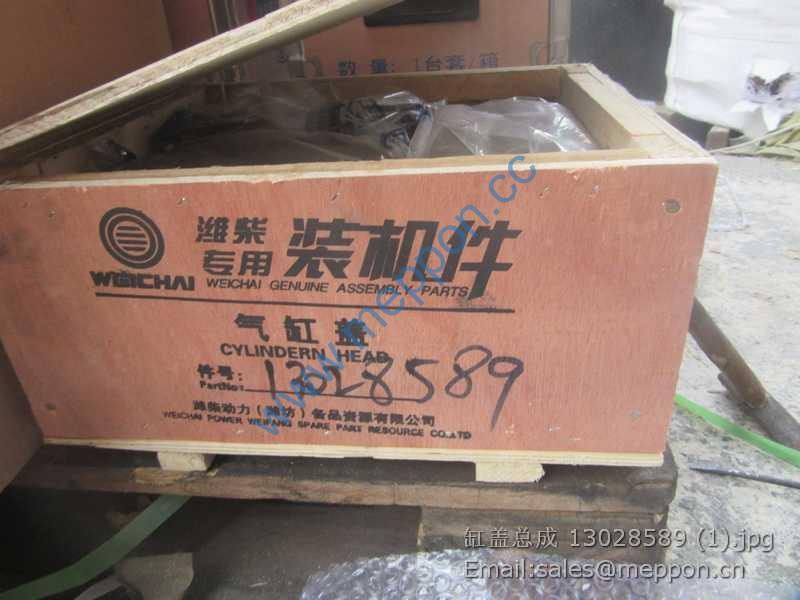 数量: 1台套/箱
潍柴
专用
装机件
WEICHAI
WEICHAI GENUINE ASSEMBLY PARTS
气缸盖
CYLINDERN HEAD
件号:
PartNo: 13028589
潍柴动力(潍坊)备品资源有限公司
WEICHAI POWER WEIFANG SPARE PART RESOURCE CO.,LTD
www.meppon.cc
缸盖总成 13028589 (1).jpg
Email:sales@meppon.cn